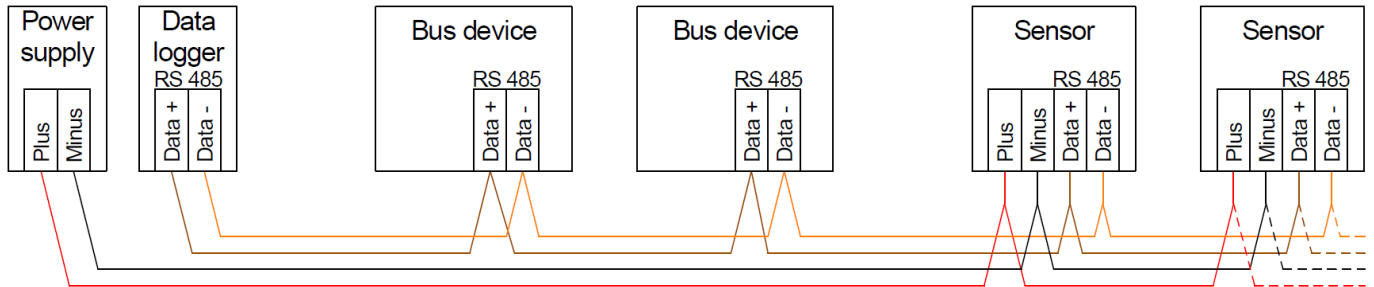 Power
supply
Plus
Minus
Data
logger
RS 485
Data +
Data -
Bus device
RS 485
Data +
Data -
Bus device
RS 485
Data +
Data -
Sensor
RS 485
Plus
Minus
Data +
Data -
Sensor
RS 485
Plus
Minus
Data +
Data -